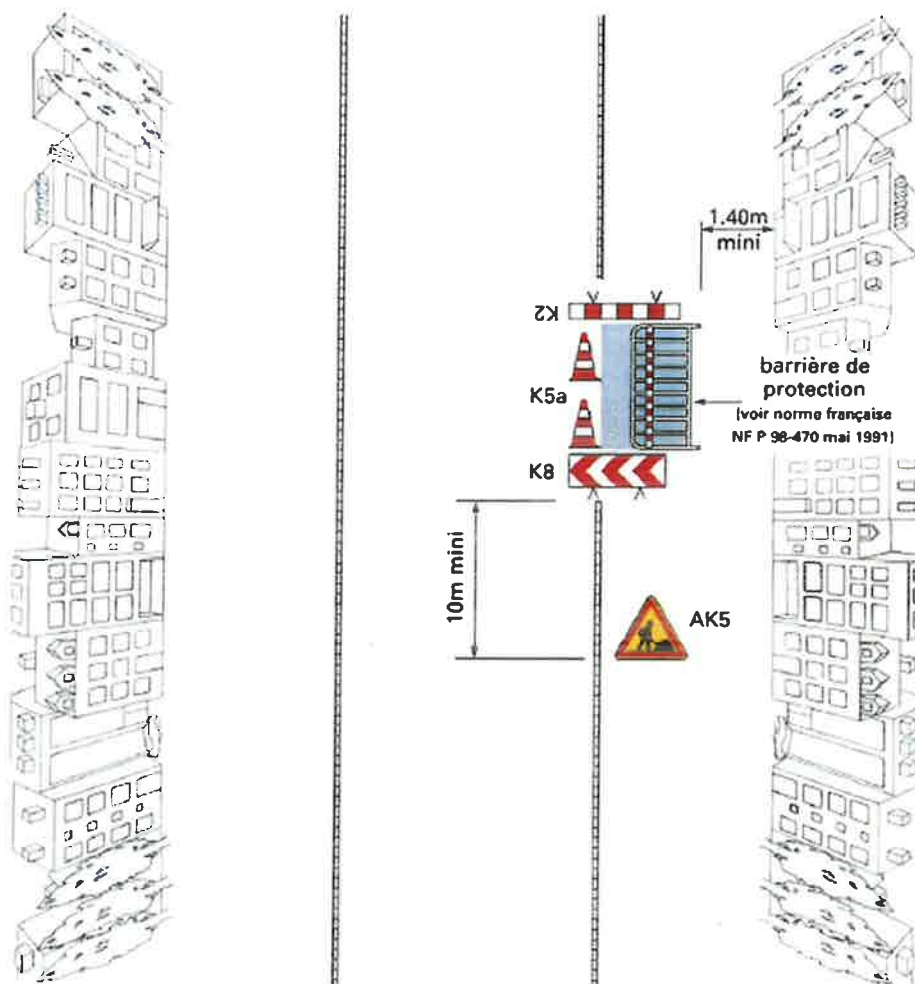 1.40m
mini
K2
barrière de
protection
(voir norme française
NF P 98-470 mai 1991)
K5a
K8
10m mini
AK5